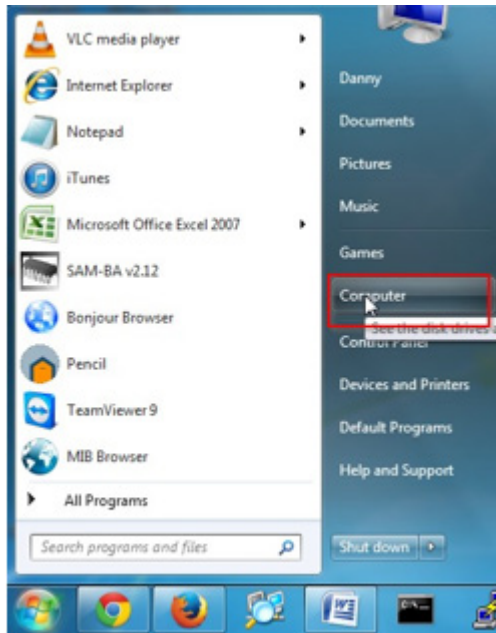 VLC media player
Internet Explorer
Notepad
iTunes
Microsoft Office Excel 2007
SAM-BA v2.12
Bonjour Browser
Pencil
TeamViewer 9
MIB Browser
All Programs
Search programs and files
Danny
Documents
Pictures
Music
Games
Computer
See the disk drives
Control Panel
Devices and Printers
Default Programs
Help and Support
Shut down